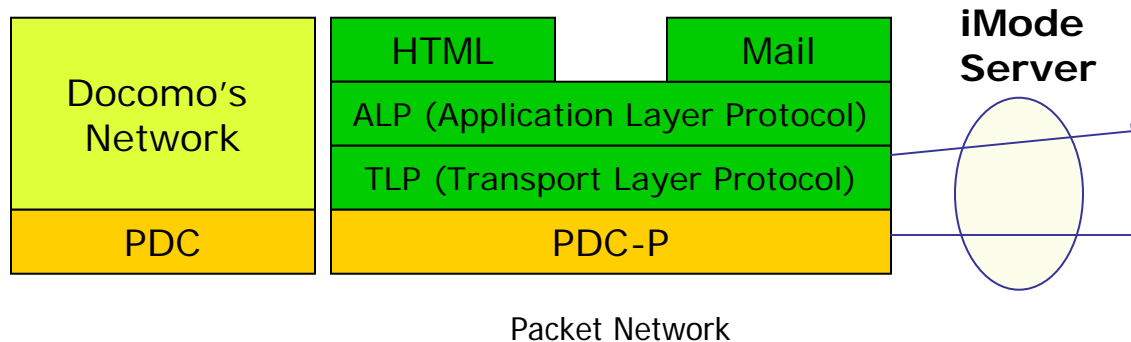 Docomo's
Network
PDC
HTML
Mail
ALP (Application Layer Protocol)
TLP (Transport Layer Protocol)
PDC-P
iMode
Server
Packet Network